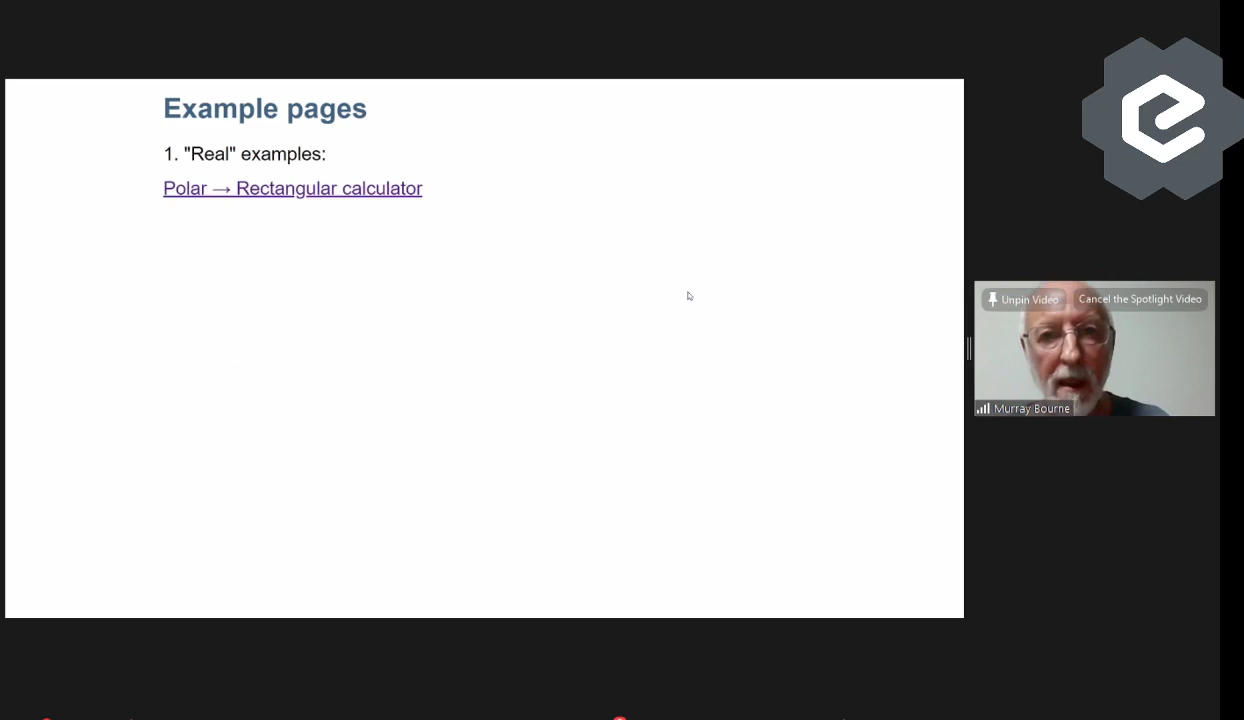 Example pages
1. "Real" examples:
Polar → Rectangular calculator
Unpin Video
Cancel the Spotlight Video
Murray Bourne